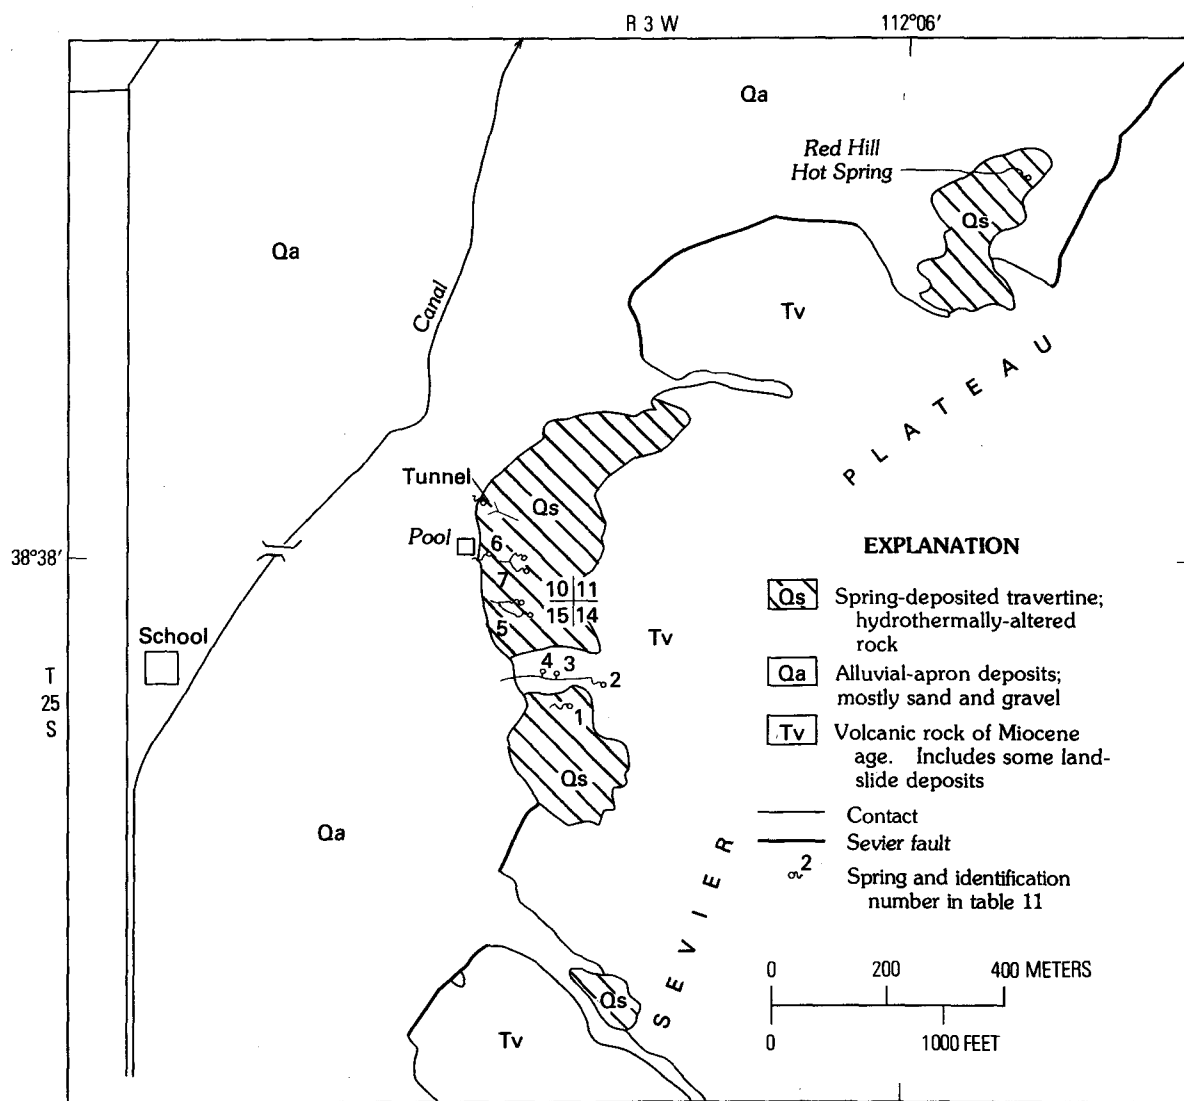 R 3 W
112°06′
Qa
Red Hill
Hot Spring
Qs
Qa
Canal
Tv
PLATEAU
Tunnel
Qs
Pool
6
38°38′
7
10 11
15 14
5
School
Tv
4 3
2
1
T
25
S
Qs
Qa
SEVIER
Qs
Tv
EXPLANATION
Qs Spring-deposited travertine;
hydrothermally-altered
rock
Qa Alluvial-apron deposits;
mostly sand and gravel
Tv Volcanic rock of Miocene
age. Includes some land-
slide deposits
Contact
Sevier fault
2 Spring and identification
number in table 11
0 200 400 METERS
0 1000 FEET